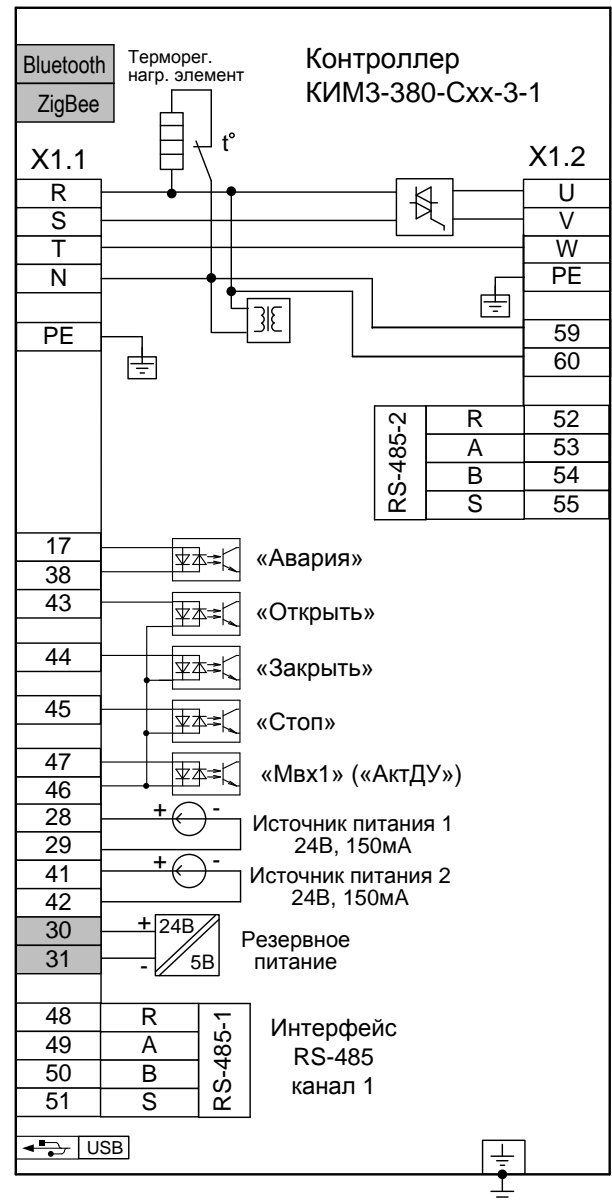 Bluetooth
ZigBee
Терморег.
нагр. элемент
t°
Контроллер
КИМ3-380-Схх-3-1
X1.1
R
S
T
N
PE
X1.2
U
V
W
PE
59
60
RS-485-2
R 52
A 53
B 54
S 55
17
38
«Авария»
43
«Открыть»
44
«Закрыть»
45
«Стоп»
47
46
«Мвх1» («АктДУ»)
28
29
+ -
Источник питания 1
24В, 150мА
41
42
+ -
Источник питания 2
24В, 150мА
30
31
+ 24В
- 5В
Резервное
питание
48 R
49 A
50 B
51 S
RS-485-1
Интерфейс
RS-485
канал 1
USB